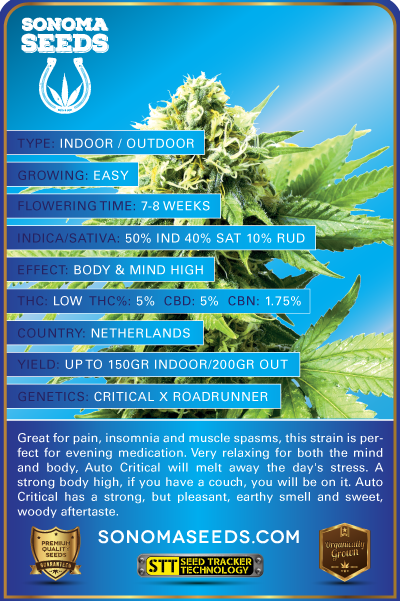 SONOMA
SEEDS
TYPE: INDOOR / OUTDOOR
GROWING: EASY
FLOWERING TIME: 7-8 WEEKS
INDICA/SATIVA: 50% IND 40% SAT 10% RUD
EFFECT: BODY & MIND HIGH
THC: LOW THC%: 5% CBD: 5% CBN: 1.75%
COUNTRY: NETHERLANDS
YIELD: UP TO 150GR INDOOR/200GR OUT
GENETICS: CRITICAL X ROADRUNNER
Great for pain, insomnia and muscle spasms, this strain is per-
fect for evening medication. Very relaxing for both the mind
and body, Auto Critical will melt away the day's stress. A
strong body high, if you have a couch, you will be on it. Auto
Critical has a strong, but pleasant, earthy smell and sweet,
woody aftertaste.
SONOMASEEDS.COM
PREMIUM
QUALITY
SEEDS
GUARANTEED
STT SEED TRACKER
TECHNOLOGY
Organically
Grown